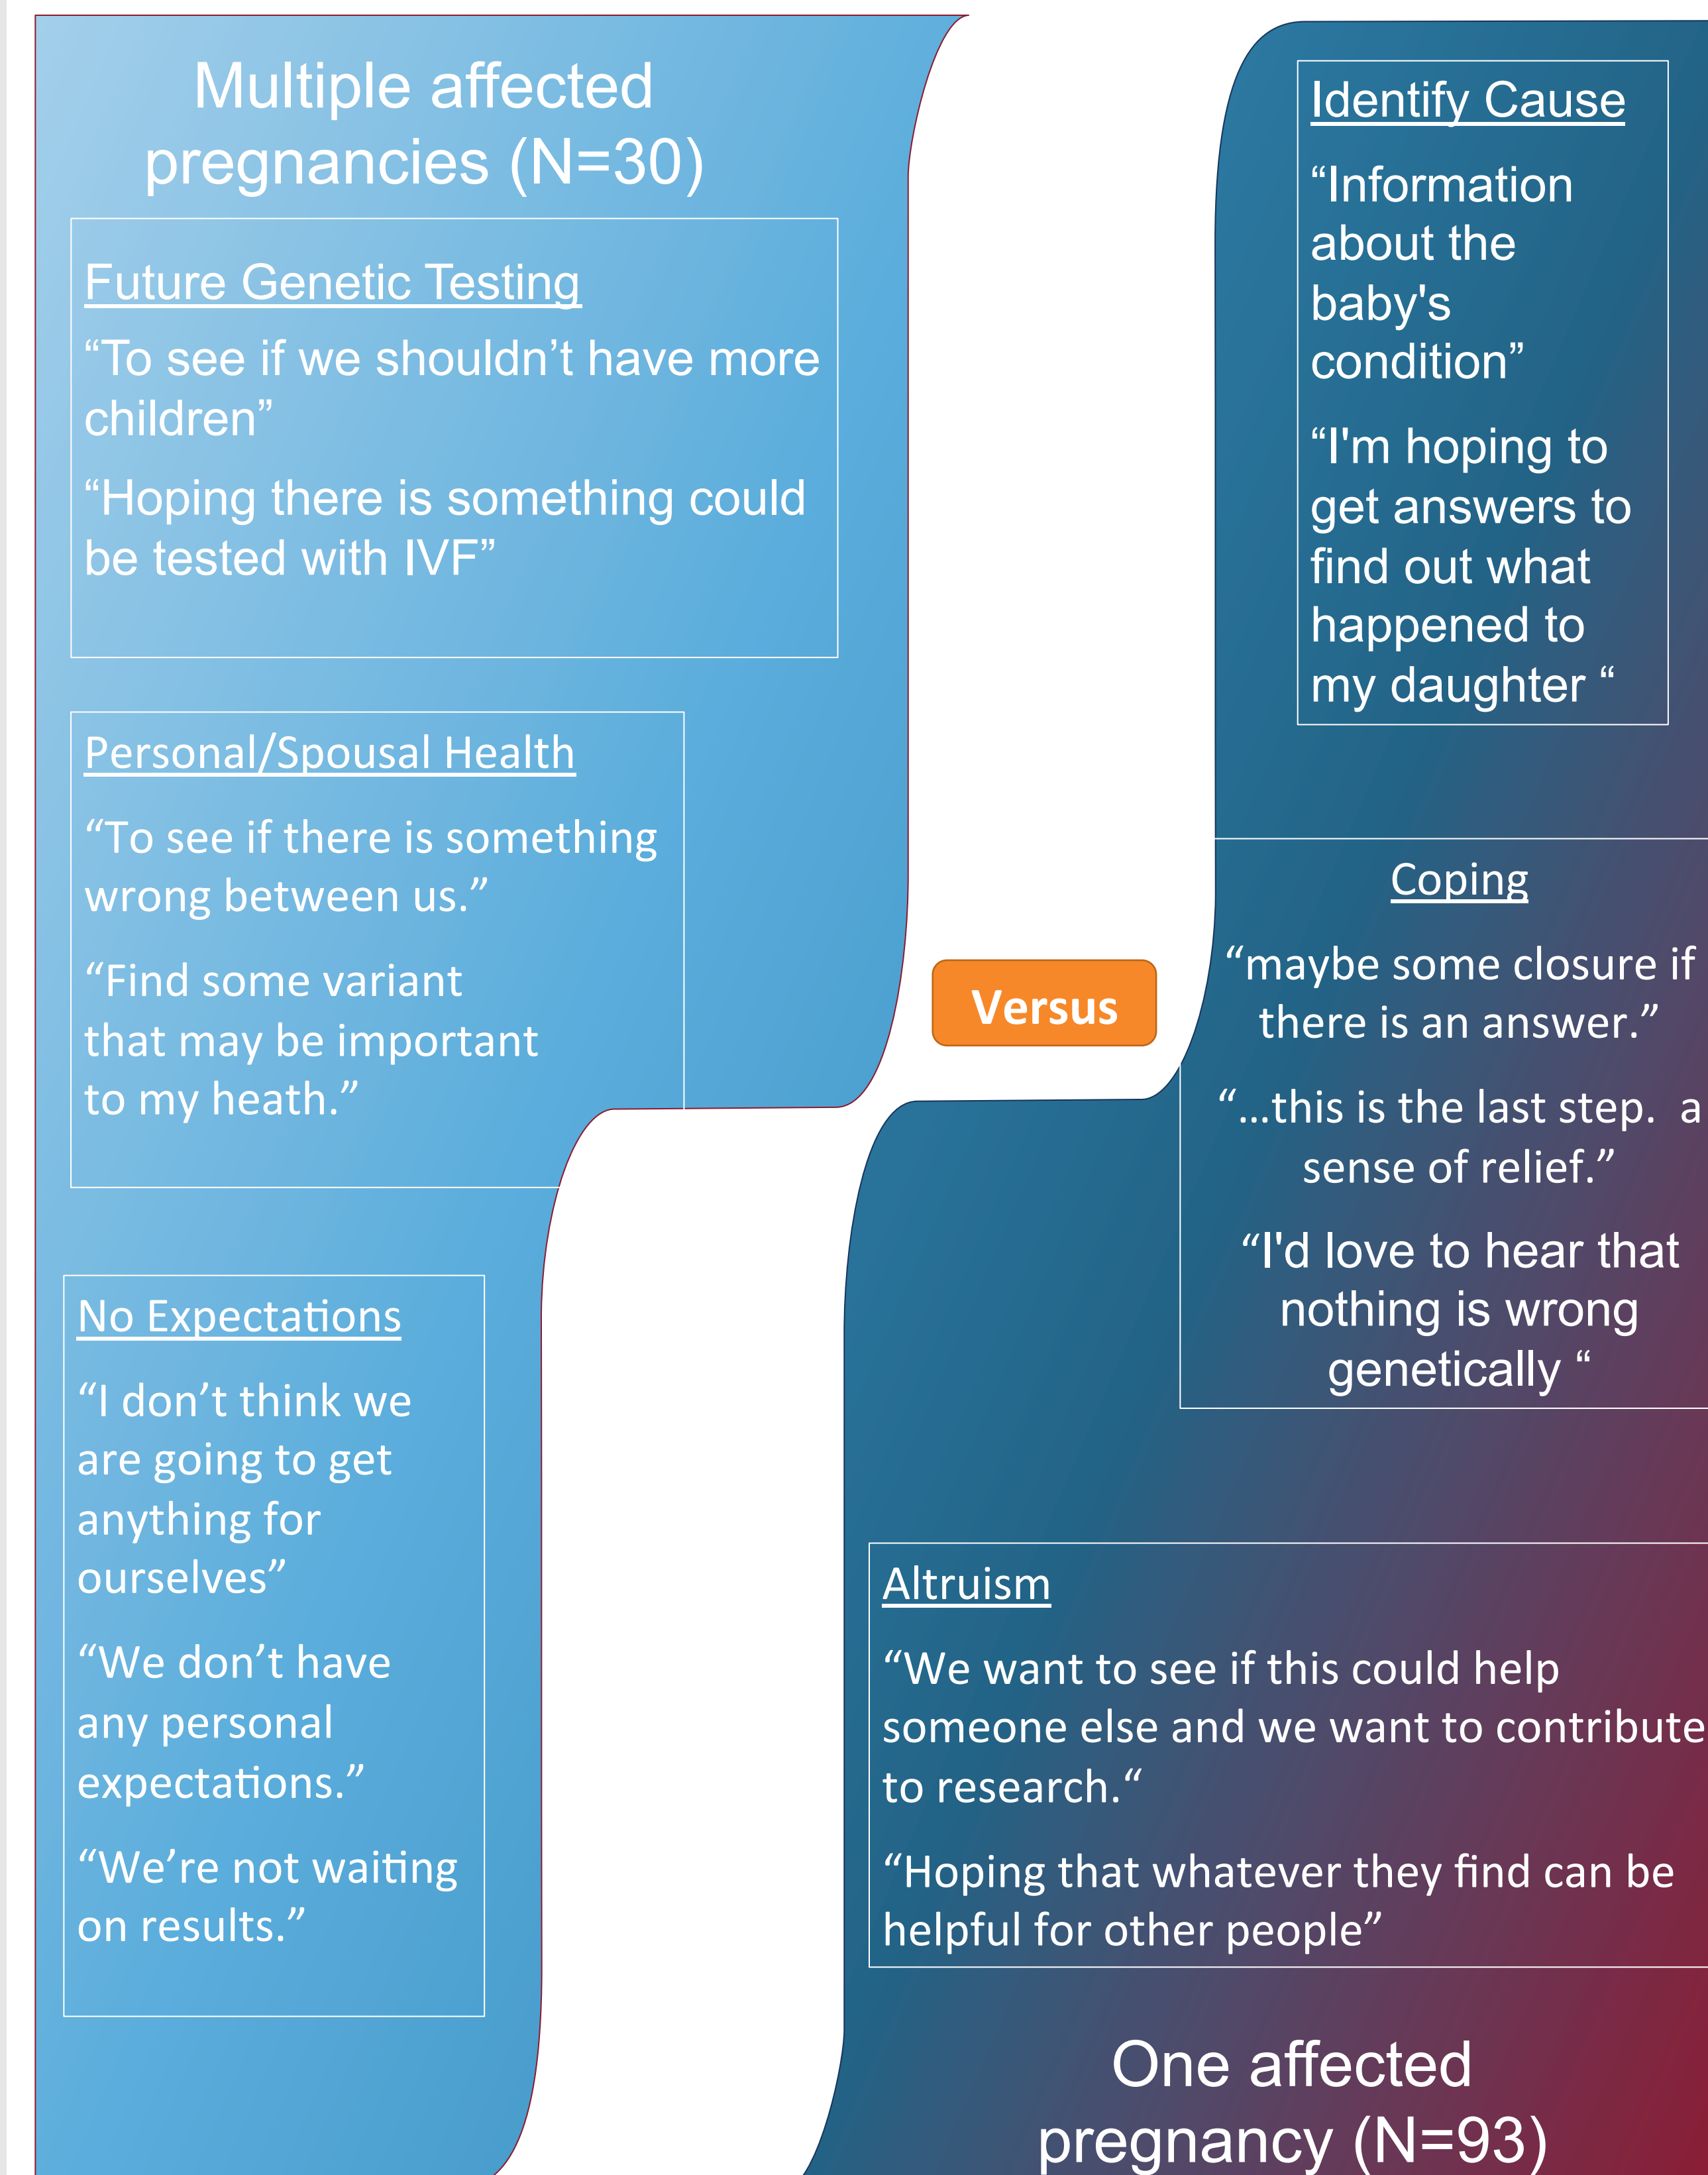 Multiple affected
pregnancies (N=30)
Future Genetic Testing
“To see if we shouldn’t have more
children”
“Hoping there is something could
be tested with IVF”
Personal/Spousal Health
“To see if there is something
wrong between us.”
“Find some variant
that may be important
to my heath.”
No Expectations
“I don’t think we
are going to get
anything for
ourselves”
“We don’t have
any personal
expectations.”
“We’re not waiting
on results.”
Versus
Identify Cause
“Information
about the
baby's
condition”
“I'm hoping to
get answers to
find out what
happened to
my daughter “
Coping
“maybe some closure if
there is an answer.”
“...this is the last step.  a
sense of relief.”
“I'd love to hear that
nothing is wrong
genetically “
Altruism
“We want to see if this could help
someone else and we want to contribute
to research.“
“Hoping that whatever they find can be
helpful for other people”
One affected
pregnancy (N=93)